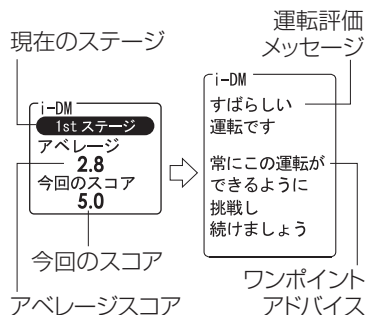 現在のステージ
i-DM
1st ステージ
アベレージ
2.8
今回のスコア
5.0
今回のスコア
アベレージスコア
運転評価
メッセージ
i-DM
すばらしい
運転です
常にこの運転が
できるように
挑戦し
続けましょう
ワンポイント
アドバイス